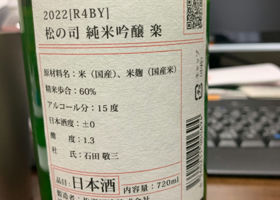 2022[R4BY]
松の司 純米吟醸 楽
原材料名：米（国産）、米麹（国産米）
精米歩合：60%
アルコール分：15度
日本酒度：±0
酸度：1.3
杜氏：石田 敬三
品目 日本酒 内容量：720ml